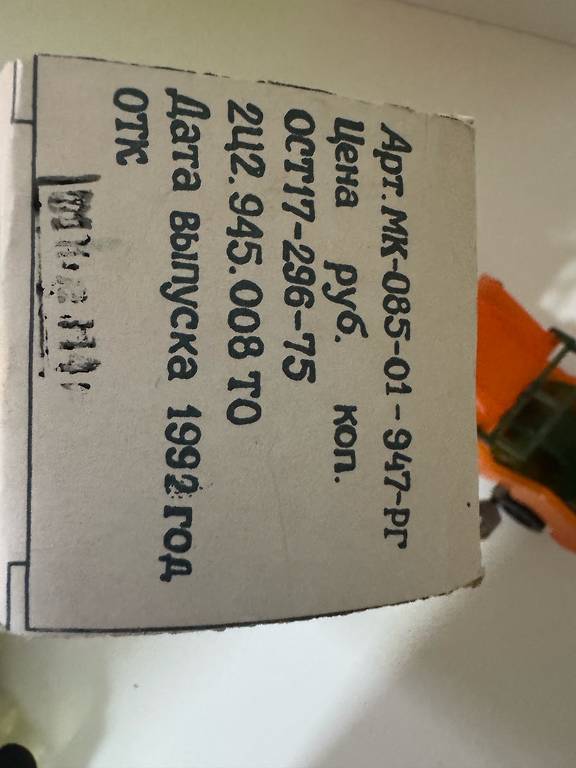 Арт. МК-085-01-947-РГ
Цена руб. коп.
ОСТ17-296-75
2Ц2.945.008 ТО
Дата выпуска 1992 год
ОТК